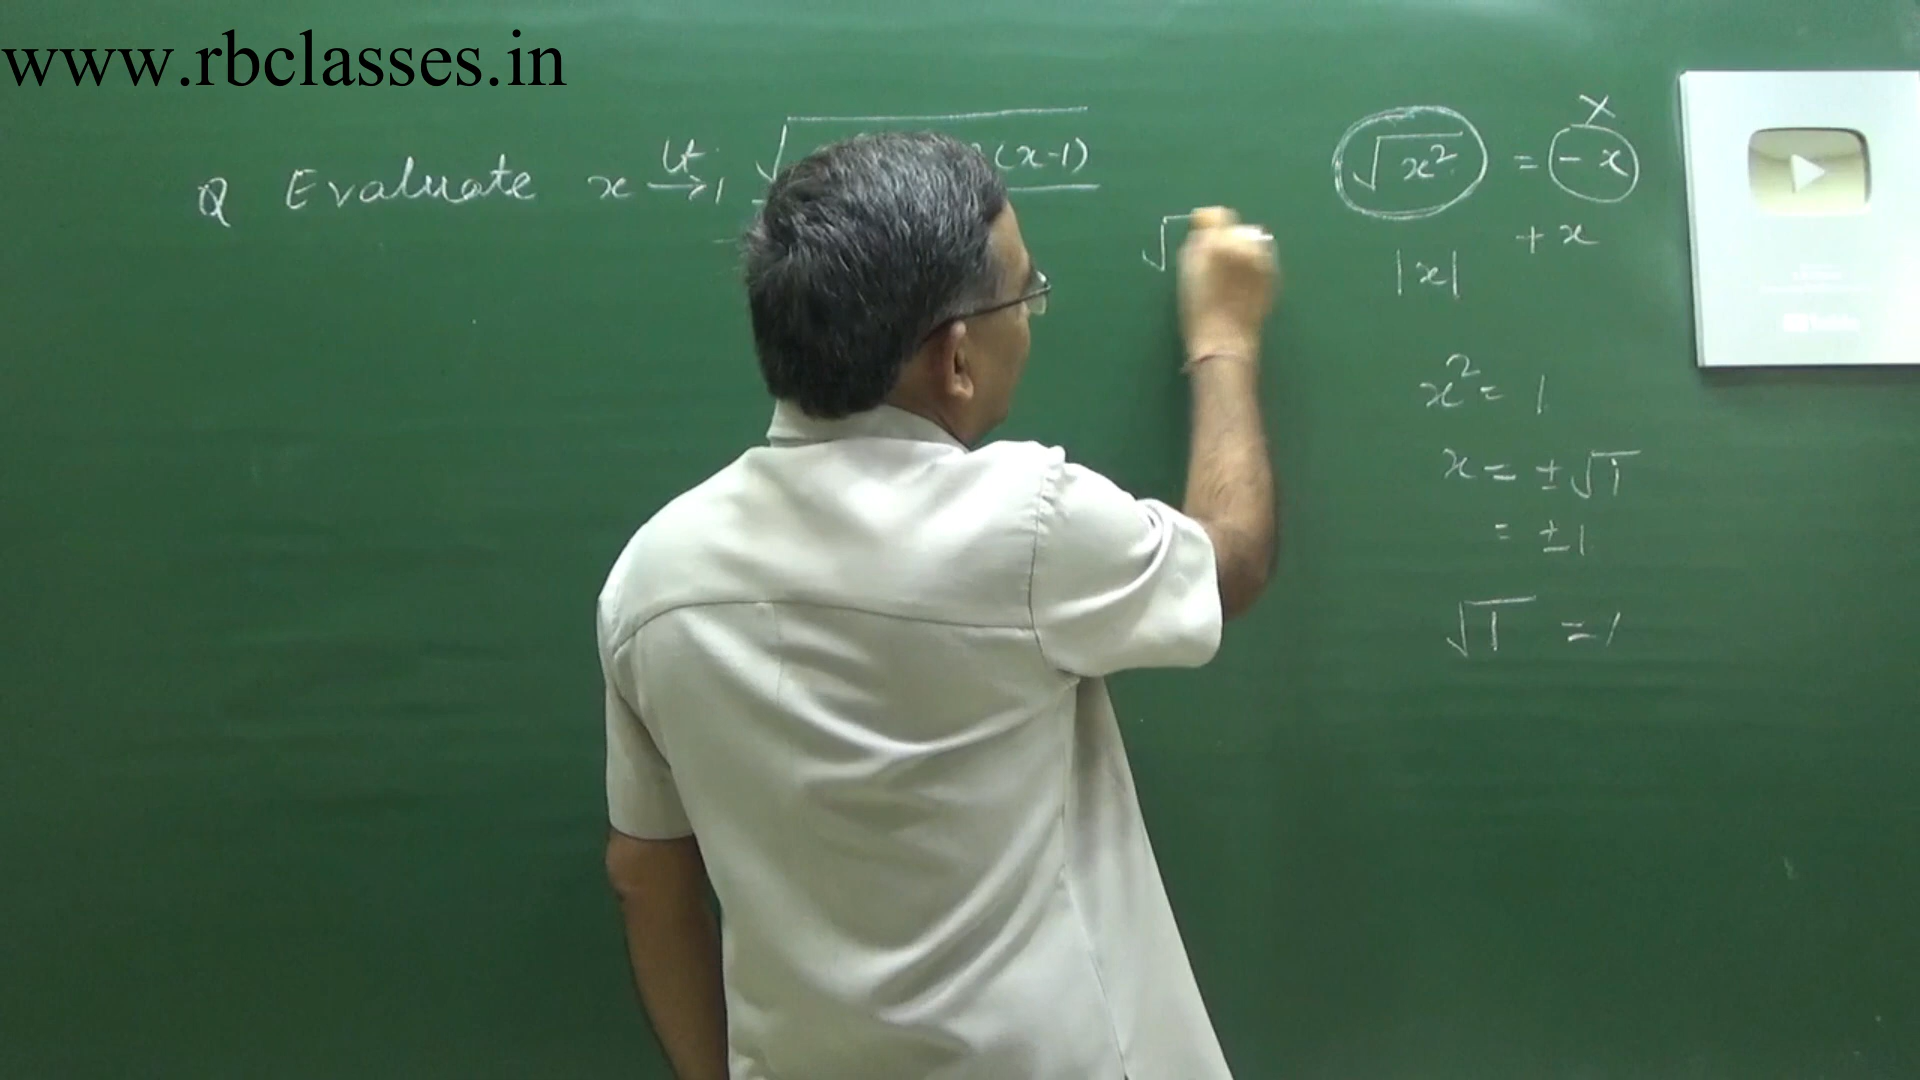 www.rbclasses.in
Q Evaluate x Lt → 1 √ (x-1)
√x² = - x
x
+ x
|x|
√
x² = 1
x = ± √1
= ± 1
√1 = 1